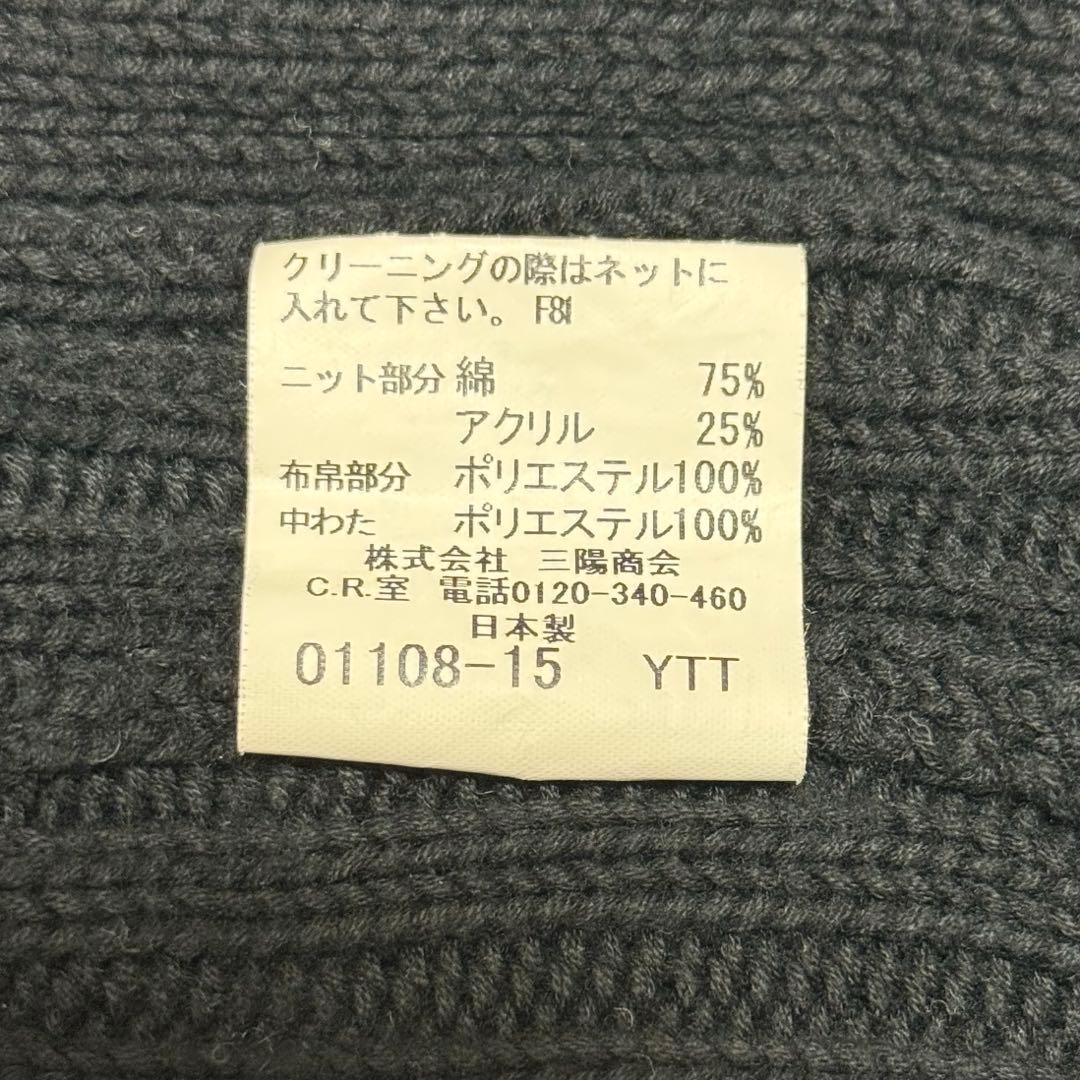 クリーニングの際はネットに
入れて下さい。 F81
ニット部分 綿 75%
アクリル 25%
布帛部分 ポリエステル100%
中わた ポリエステル100%
株式会社 三陽商会
C.R.室 電話0120-340-460
日本製
01108-15 YTT